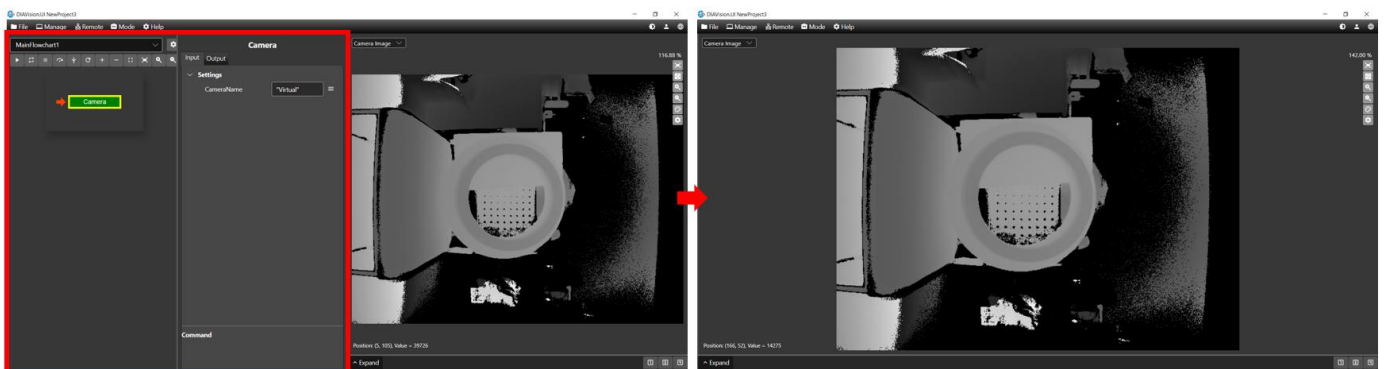 DIAVision.UI NewProject3
File Manage Remote Mode Help
MainFlowchart1
Camera
Input Output
Settings
CameraName "Virtual"
Camera
Command
Camera Image
116.88 %
Position: (5, 105), Value = 39726
Expand
DIAVision.UI NewProject3
File Manage Remote Mode Help
Camera Image
142.00 %
Position: (166, 52), Value = 14275
Expand